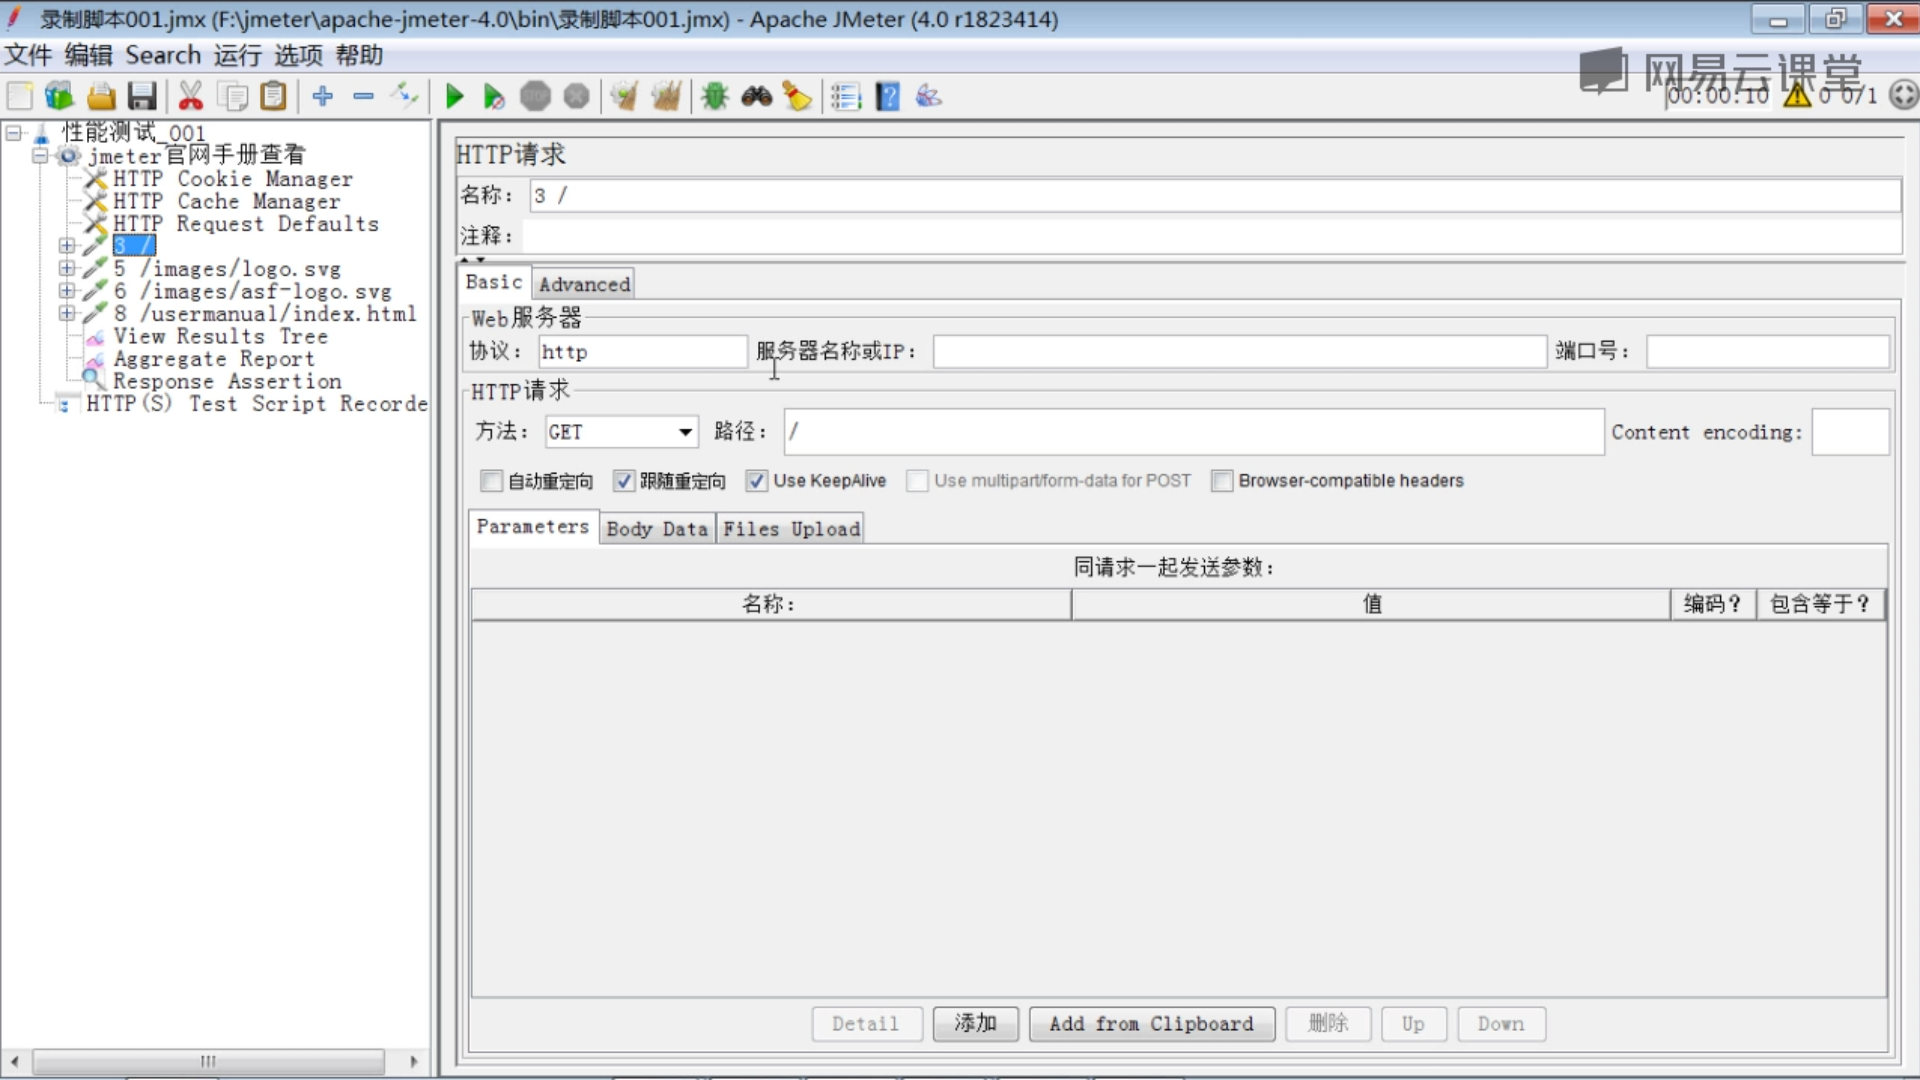 录制脚本001.jmx (F:\jmeter\apache-jmeter-4.0\bin\录制脚本001.jmx) - Apache JMeter (4.0 r1823414)
文件 编辑 Search 运行 选项 帮助
网易云课堂
00:00:10 0 0/1
性能测试_001
jmeter官网手册查看
HTTP Cookie Manager
HTTP Cache Manager
HTTP Request Defaults
3 /
5 /images/logo.svg
6 /images/asf-logo.svg
8 /usermanual/index.html
View Results Tree
Aggregate Report
Response Assertion
HTTP(S) Test Script Recorde
HTTP请求
名称： 3 /
注释：
Basic Advanced
Web服务器
协议： http 服务器名称或IP： 端口号：
HTTP请求
方法： GET 路径： / Content encoding:
自动重定向 跟随重定向 Use KeepAlive Use multipart/form-data for POST Browser-compatible headers
Parameters Body Data Files Upload
同请求一起发送参数：
名称： 值 编码？ 包含等于？
Detail 添加 Add from Clipboard 删除 Up Down